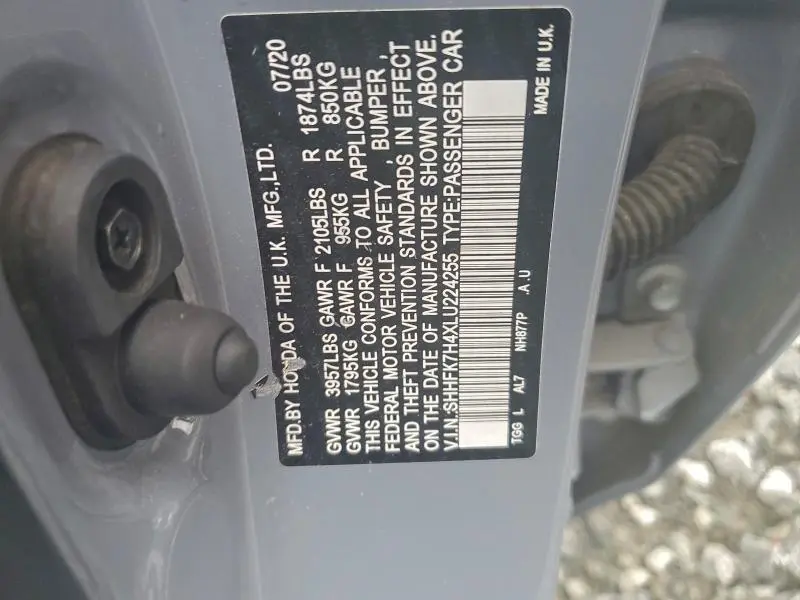 MFD.BY HONDA OF THE U.K. MFG.,LTD. 07/20
GVWR 3957LBS GAWR F 2105LBS R 1874LBS
GVWR 1795KG GAWR F 955KG R 850KG
THIS VEHICLE CONFORMS TO ALL APPLICABLE
FEDERAL MOTOR VEHICLE SAFETY , BUMPER ,
AND THEFT PREVENTION STANDARDS IN EFFECT
ON THE DATE OF MANUFACTURE SHOWN ABOVE.
V.I.N.:SHHFK7H4XLU224255 TYPE:PASSENGER CAR
TGG L AL7 NH877P .A .U MADE IN U.K.